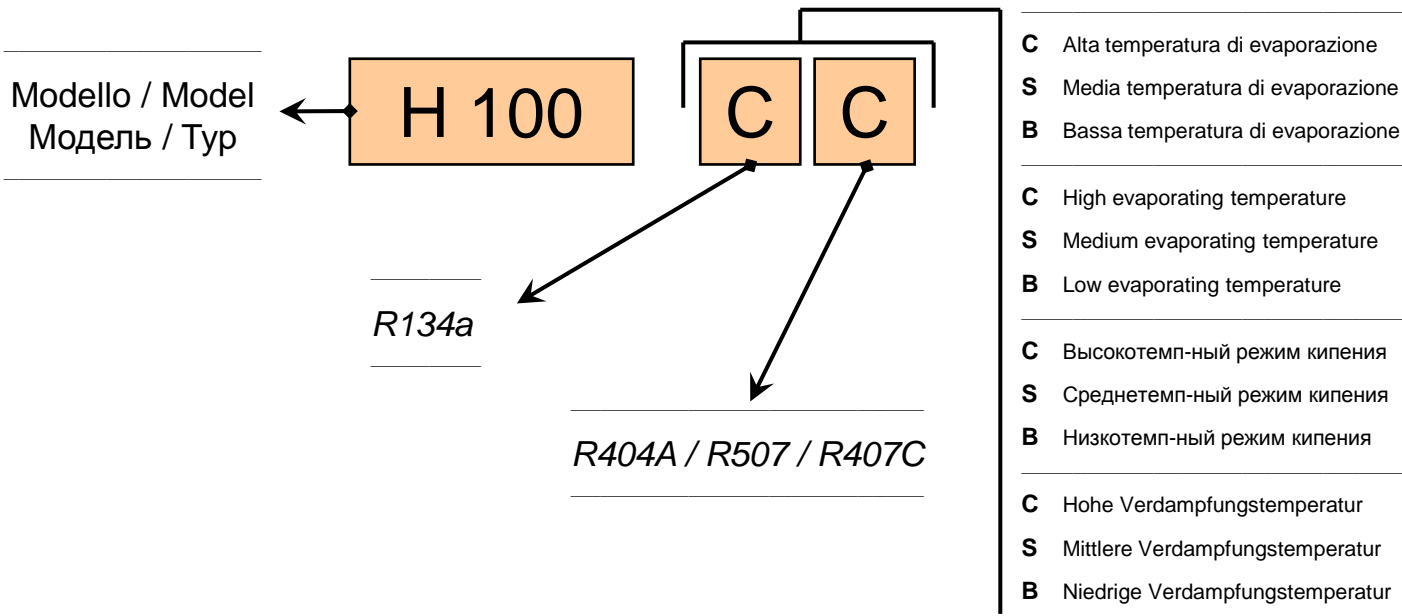 Modello / Model
Модель / Typ
H 100
C
C
R134a
R404A / R507 / R407C
C Alta temperatura di evaporazione
S Media temperatura di evaporazione
B Bassa temperatura di evaporazione
C High evaporating temperature
S Medium evaporating temperature
B Low evaporating temperature
C Высокотемп-ный режим кипения
S Среднетемп-ный режим кипения
B Низкотемп-ный режим кипения
C Hohe Verdampfungstemperatur
S Mittlere Verdampfungstemperatur
B Niedrige Verdampfungstemperatur